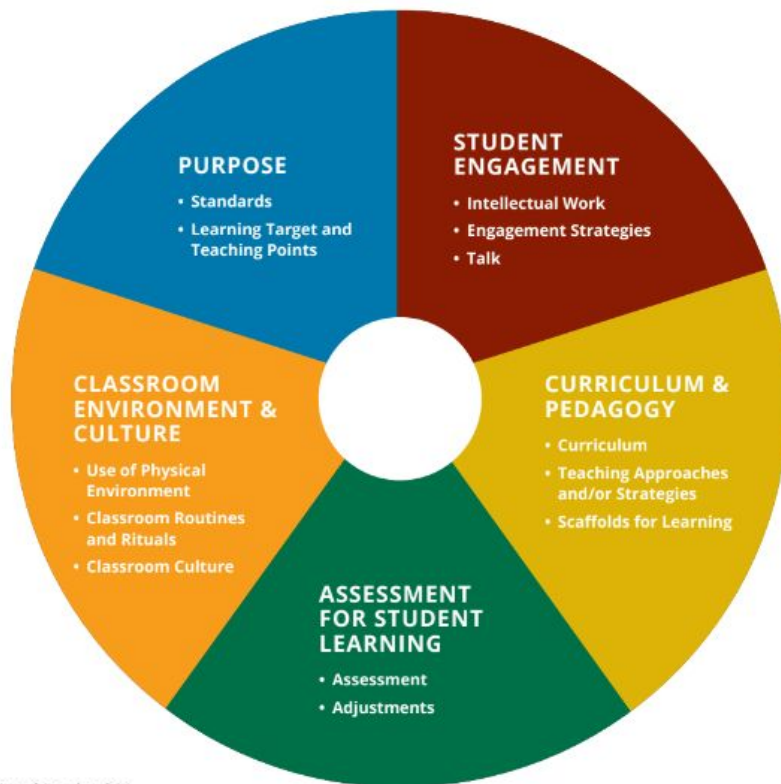 PURPOSE
• Standards
• Learning Target and
Teaching Points
STUDENT
ENGAGEMENT
• Intellectual Work
• Engagement Strategies
• Talk
CLASSROOM
ENVIRONMENT &
CULTURE
• Use of Physical
Environment
• Classroom Routines
and Rituals
• Classroom Culture
CURRICULUM &
PEDAGOGY
• Curriculum
• Teaching Approaches
and/or Strategies
• Scaffolds for Learning
ASSESSMENT
FOR STUDENT
LEARNING
• Assessment
• Adjustments